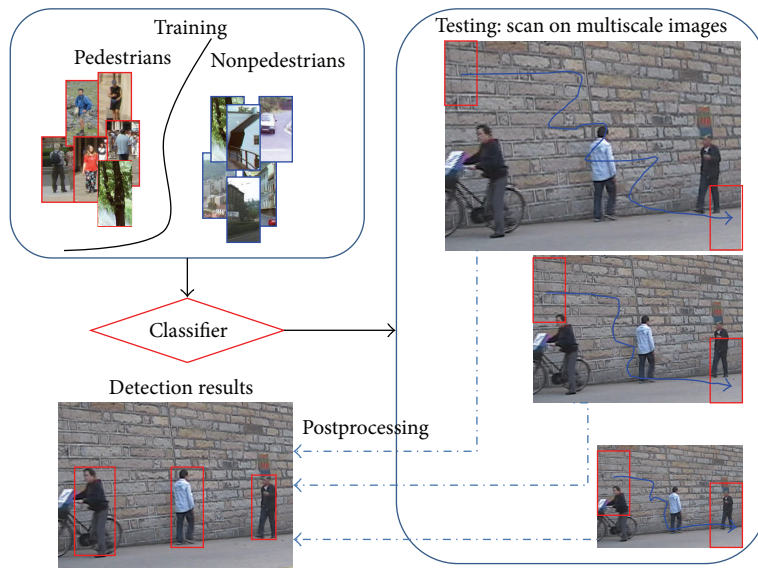 Training
Pedestrians
Nonpedestrians
Classifier
Detection results
Testing: scan on multiscale images
Postprocessing